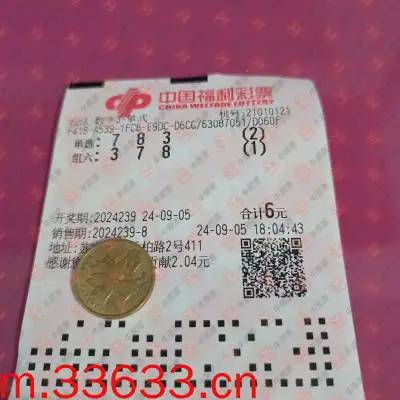 中国福利彩票
CHINA WELFARE LOTTERY
机号:21010121
F419-A539-1FC6-E9DC-D6CC/63087051/D060F
单选: 7 8 3 (2)
组六: 3 7 8 (1)
开奖期:2024239 24-09-05 合计6元
销售期:2024239-8 24-09-05 18:04:43
地址: 柏路2号411
感谢 贡献2.04元
m.33633.cn